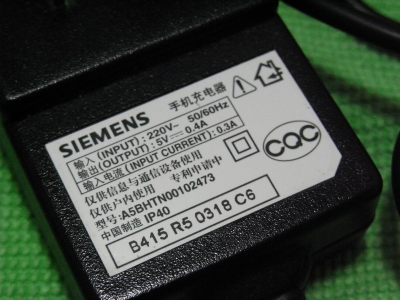 SIEMENS 手机充电器
输入(INPUT): 220V~ 50/60Hz
输出(OUTPUT): 5V⎓ 0.4A
输入电流(INPUT CURRENT): 0.3A
仅供信息与通信设备使用
仅供户内使用 专利申请中
型号: A5BHTN00102473
中国制造 IP40
CQC
B415 R5 0318 C6